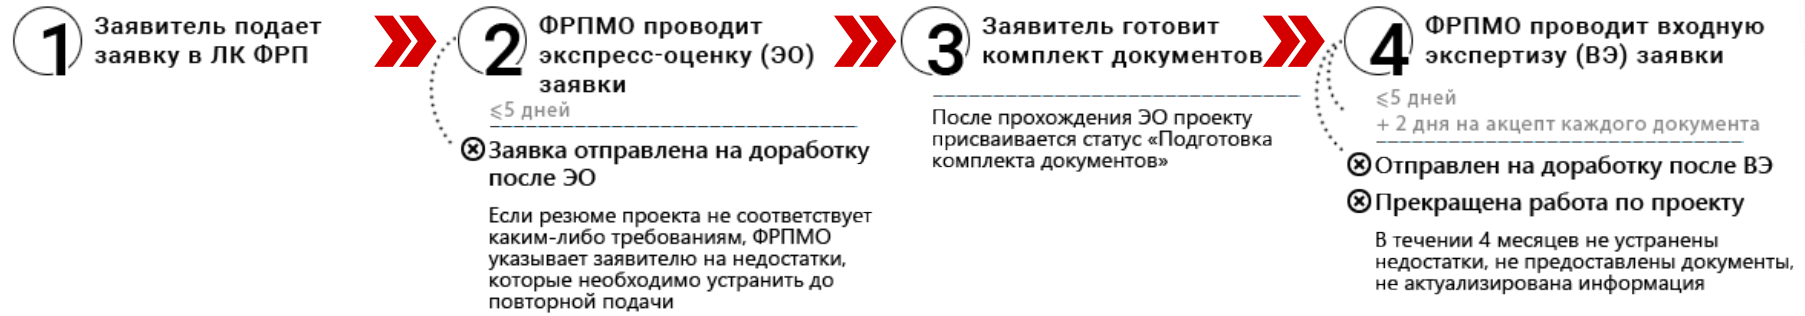 1
Заявитель подает
заявку в ЛК ФРП
2
ФРПМО проводит
экспресс-оценку (ЭО)
заявки
⩽5 дней
Заявка отправлена на доработку
после ЭО
Если резюме проекта не соответствует
каким-либо требованиям, ФРПМО
указывает заявителю на недостатки,
которые необходимо устранить до
повторной подачи
3
Заявитель готовит
комплект документов
После прохождения ЭО проекту
присваивается статус «Подготовка
комплекта документов»
4
ФРПМО проводит входную
экспертизу (ВЭ) заявки
⩽5 дней
+ 2 дня на акцепт каждого документа
Отправлен на доработку после ВЭ
Прекращена работа по проекту
В течении 4 месяцев не устранены
недостатки, не предоставлены документы,
не актуализирована информация